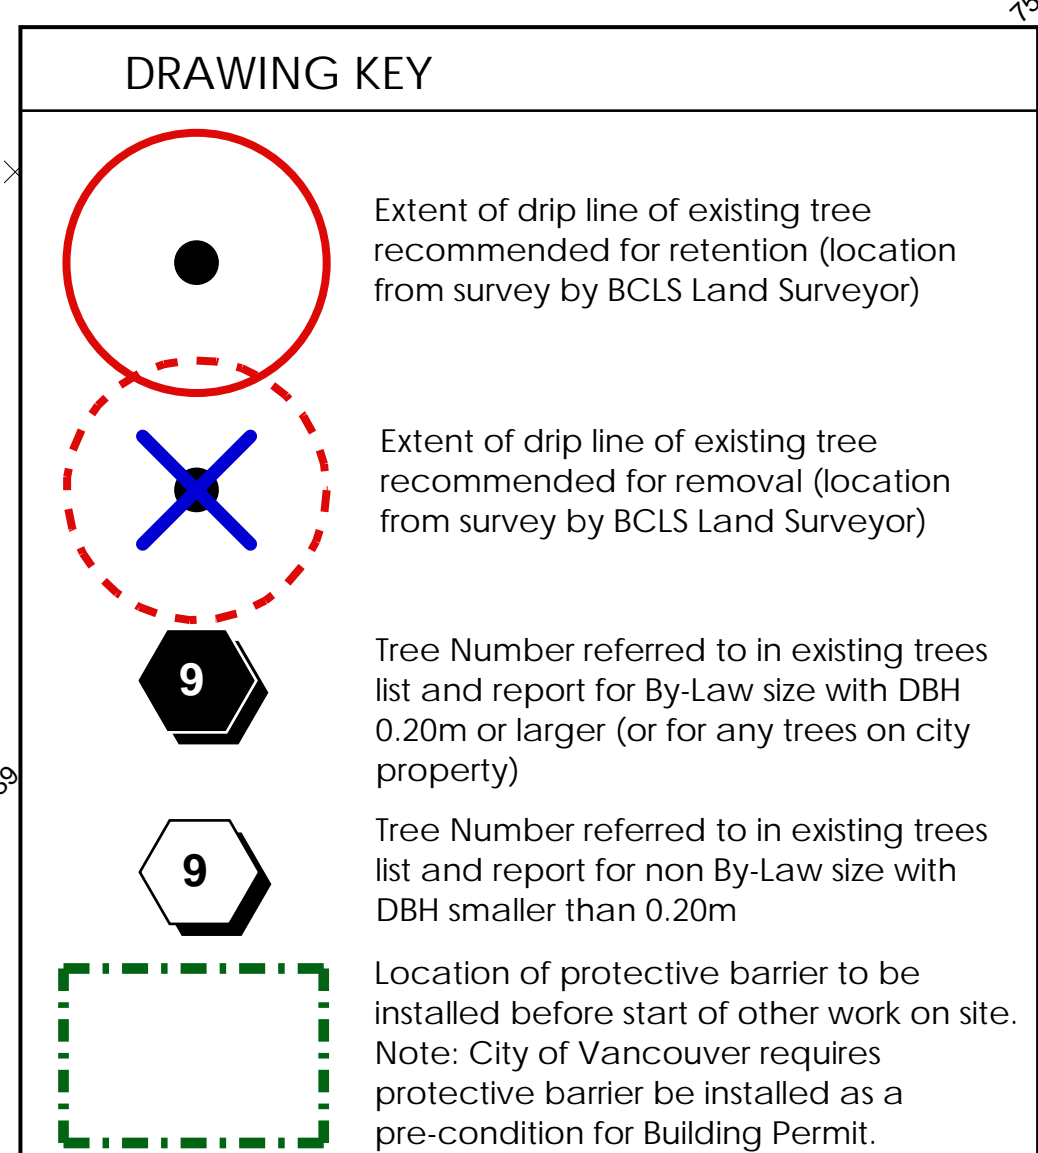 75
DRAWING KEY
Extent of drip line of existing tree
recommended for retention (location
from survey by BCLS Land Surveyor)
Extent of drip line of existing tree
recommended for removal (location
from survey by BCLS Land Surveyor)
9
Tree Number referred to in existing trees
list and report for By-Law size with DBH
0.20m or larger (or for any trees on city
property)
9
Tree Number referred to in existing trees
list and report for non By-Law size with
DBH smaller than 0.20m
Location of protective barrier to be
installed before start of other work on site.
Note: City of Vancouver requires
protective barrier be installed as a
pre-condition for Building Permit.